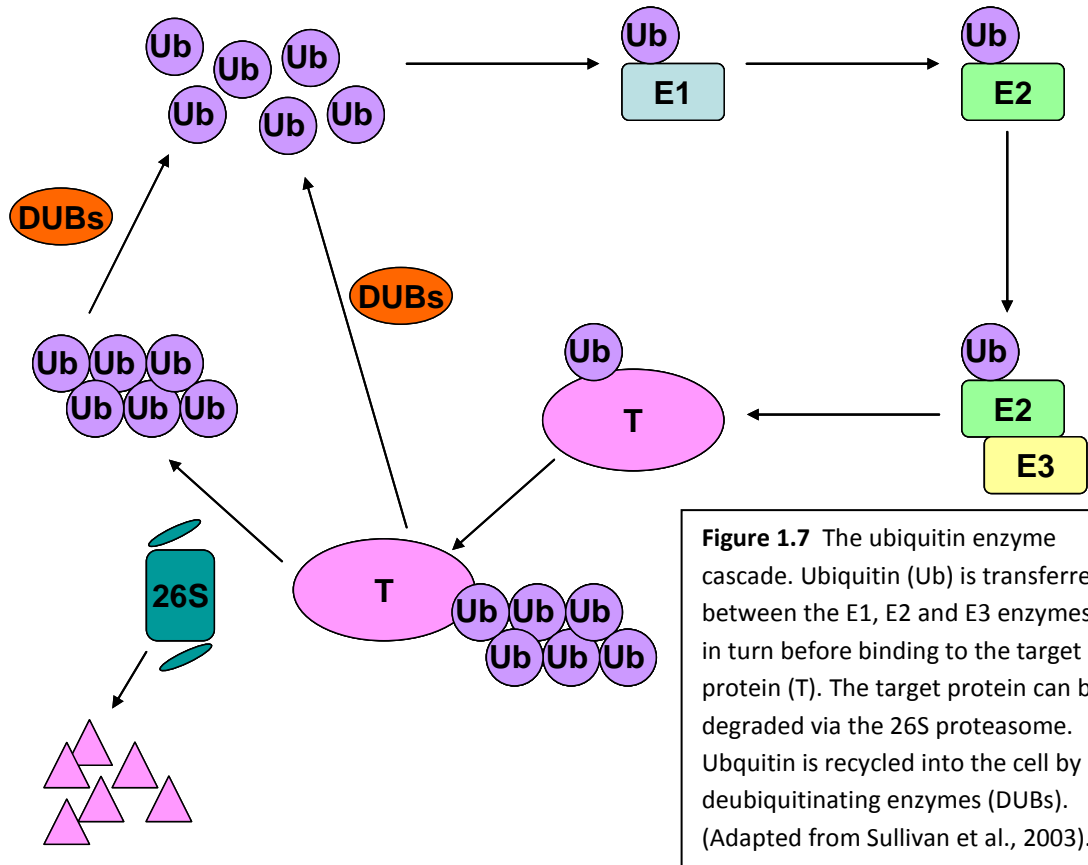 Ub
Ub
Ub
Ub
Ub
Ub
Ub
E1
Ub
E2
DUBs
DUBs
Ub
E2
E3
Ub
T
Ub Ub Ub
Ub Ub Ub
T
Ub Ub Ub
Ub Ub Ub
26S
Figure 1.7 The ubiquitin enzyme
cascade. Ubiquitin (Ub) is transferre
between the E1, E2 and E3 enzymes
in turn before binding to the target
protein (T). The target protein can b
degraded via the 26S proteasome.
Ubquitin is recycled into the cell by
deubiquitinating enzymes (DUBs).
(Adapted from Sullivan et al., 2003).